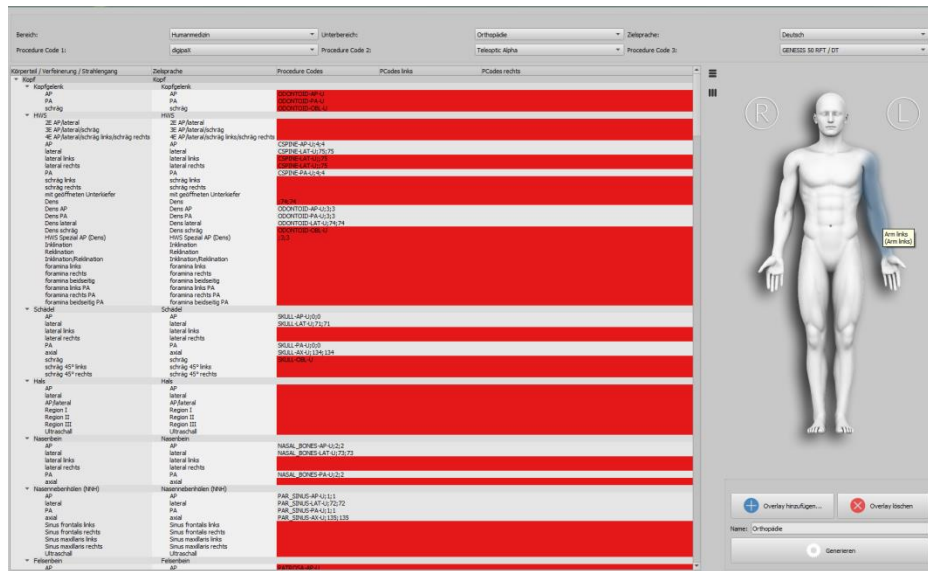 Bereich: Humanmedizin Unterbereich: Orthopädie Zielsprache: Deutsch
Procedure Code 1: digipaX Procedure Code 2: Teleoptic Alpha Procedure Code 3: GENESIS 50 RFT / DT
Körperteil / Verfeinerung / Strahlengang Zielsprache Procedure Codes PCodes links PCodes rechts
Kopf Kopf
Kopfgelenk Kopfgelenk
AP AP ODONTOID-AP-U
PA PA ODONTOID-PA-U
schräg schräg ODONTOID-OBL-U
HWS HWS
2E AP/lateral 2E AP/lateral
3E AP/lateral/schräg 3E AP/lateral/schräg
4E AP/lateral/schräg links/schräg rechts 4E AP/lateral/schräg links/schräg rechts
AP AP CSPINE-AP-U;4;4
lateral lateral CSPINE-LAT-U;75;75
lateral links lateral links CSPINE-LAT-U;;75
lateral rechts lateral rechts CSPINE-LAT-U;75
PA PA CSPINE-PA-U;4;4
schräg links schräg links
schräg rechts schräg rechts
mit geöffneten Unterkiefer mit geöffneten Unterkiefer
Dens Dens ;74;74
Dens AP Dens AP ODONTOID-AP-U;3;3
Dens PA Dens PA ODONTOID-PA-U;3;3
Dens lateral Dens lateral ODONTOID-LAT-U;74;74
Dens schräg Dens schräg ODONTOID-OBL-U
HWS Spezial AP (Dens) HWS Spezial AP (Dens)
Inklination Inklination
Reklination Reklination
Inklination/Reklination Inklination/Reklination
foramina links foramina links
foramina rechts foramina rechts
foramina beidseitig foramina beidseitig
foramina links PA foramina links PA
foramina rechts PA foramina rechts PA
foramina beidseitig PA foramina beidseitig PA
Schädel Schädel
AP AP SKULL-AP-U;0;0
lateral lateral SKULL-LAT-U;71;71
lateral links lateral links
lateral rechts lateral rechts
PA PA SKULL-PA-U;0;0
axial axial SKULL-AX-U;134;134
schräg schräg SKULL-OBL-U
schräg 45° links schräg 45° links
schräg 45° rechts schräg 45° rechts
Hals Hals
AP AP
lateral lateral
AP/lateral AP/lateral
Region I Region I
Region II Region II
Region III Region III
Ultraschall Ultraschall
Nasenbein Nasenbein
AP AP NASAL_BONES-AP-U;2;2
lateral lateral NASAL_BONES-LAT-U;73;73
lateral links lateral links
lateral rechts lateral rechts
PA PA NASAL_BONES-PA-U;2;2
axial axial
Nasennebenhölen (NNH) Nasennebenhölen (NNH)
AP AP PAR_SINUS-AP-U;1;1
lateral lateral PAR_SINUS-LAT-U;72;72
PA PA PAR_SINUS-PA-U;1;1
axial axial PAR_SINUS-AX-U;135;135
Sinus frontalis links Sinus frontalis links
Sinus frontalis rechts Sinus frontalis rechts
Sinus maxillaris links Sinus maxillaris links
Sinus maxillaris rechts Sinus maxillaris rechts
Ultraschall Ultraschall
Felsenbein Felsenbein
AP AP PATROSA-AP-U
R L
Arm links
(Arm links)
Overlay hinzufügen... Overlay löschen
Name: Orthopädie
Generieren